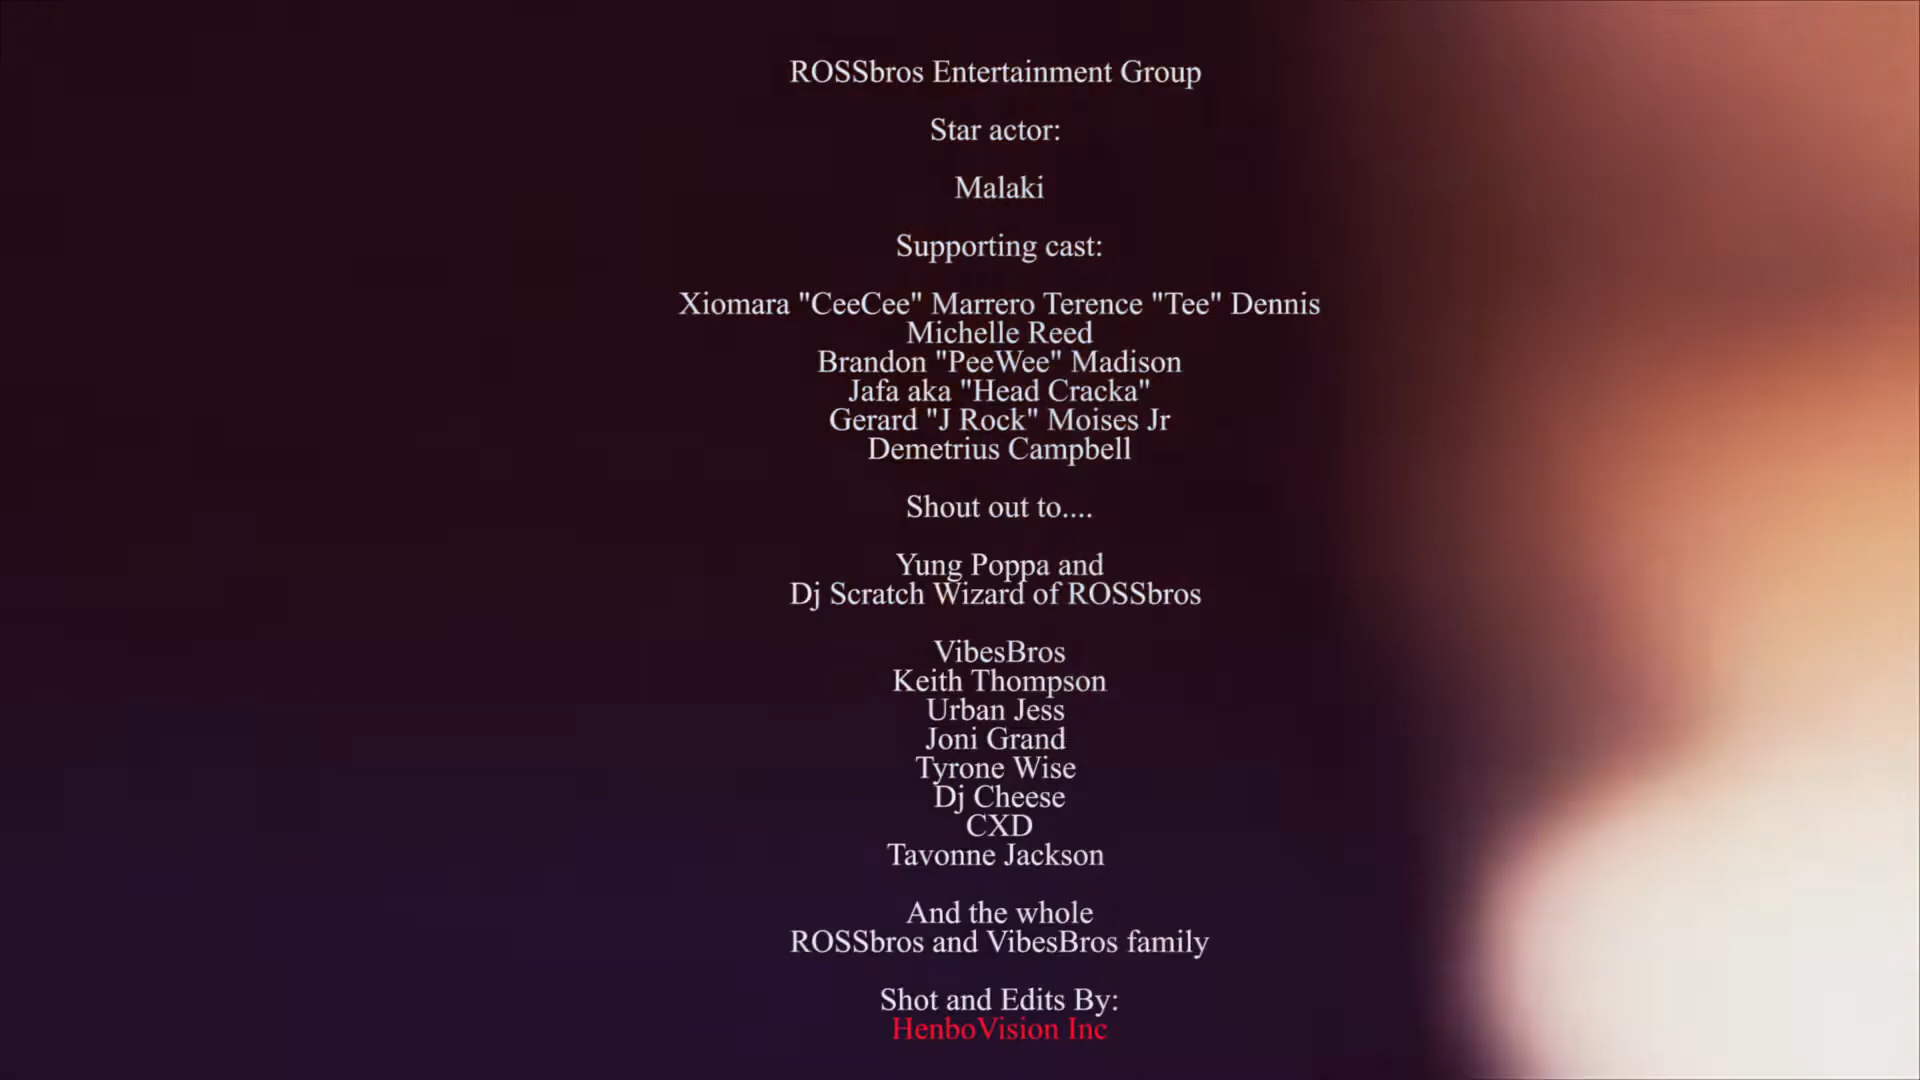 ROSSbros Entertainment Group
Star actor:
Malaki
Supporting cast:
Xiomara "CeeCee" Marrero Terence "Tee" Dennis
Michelle Reed
Brandon "PeeWee" Madison
Jafa aka "Head Cracka"
Gerard "J Rock" Moises Jr
Demetrius Campbell
Shout out to....
Yung Poppa and
Dj Scratch Wizard of ROSSbros
VibesBros
Keith Thompson
Urban Jess
Joni Grand
Tyrone Wise
Dj Cheese
CXD
Tavonne Jackson
And the whole
ROSSbros and VibesBros family
Shot and Edits By:
HenboVision Inc